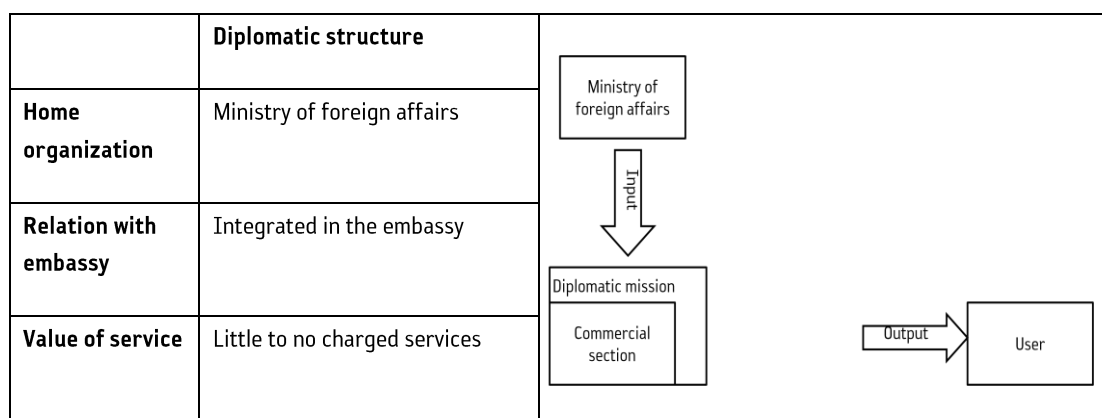 Diplomatic structure
Home
organization
Ministry of foreign affairs
Relation with
embassy
Integrated in the embassy
Value of service
Little to no charged services
Ministry of
foreign affairs
Input
Diplomatic mission
Commercial
section
Output
User